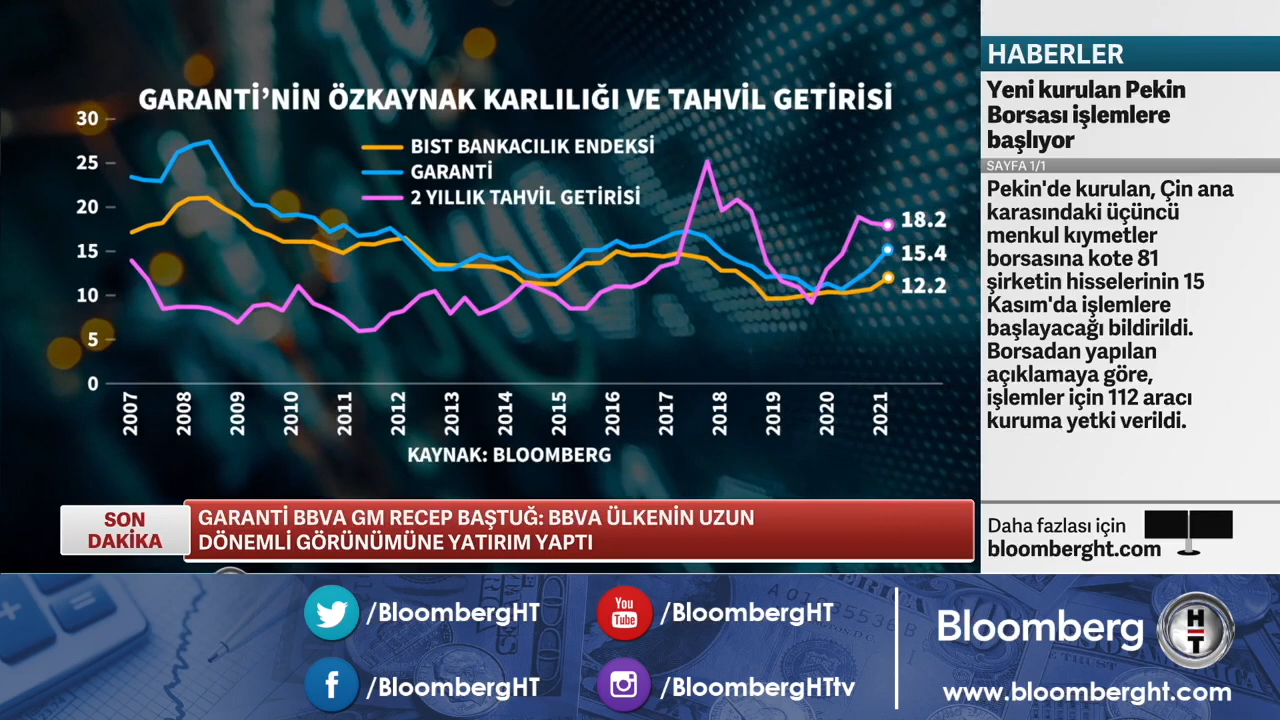 GARANTİ'NİN ÖZKAYNAK KARLILIĞI VE TAHVİL GETİRİSİ
30
25
20
15
10
5
0
BIST BANKACILIK ENDEKSİ
GARANTİ
2 YILLIK TAHVİL GETİRİSİ
18.2
15.4
12.2
2007
2008
2009
2010
2011
2012
2013
2014
2015
2016
2017
2018
2019
2020
2021
KAYNAK: BLOOMBERG
SON
DAKİKA
GARANTİ BBVA GM RECEP BAŞTUĞ: BBVA ÜLKENİN UZUN
DÖNEMLİ GÖRÜNÜMÜNE YATIRIM YAPTI
HABERLER
Yeni kurulan Pekin
Borsası işlemlere
başlıyor
SAYFA 1/1
Pekin'de kurulan, Çin ana
karasındaki üçüncü
menkul kıymetler
borsasına kote 81
şirketin hisselerinin 15
Kasım'da işlemlere
başlayacağı bildirildi.
Borsadan yapılan
açıklamaya göre,
işlemler için 112 aracı
kuruma yetki verildi.
Daha fazlası için
bloomberght.com
/BloombergHT
You
Tube
/BloombergHT
f
/BloombergHT
/BloombergHTtv
Bloomberg
HT
www.bloomberght.com